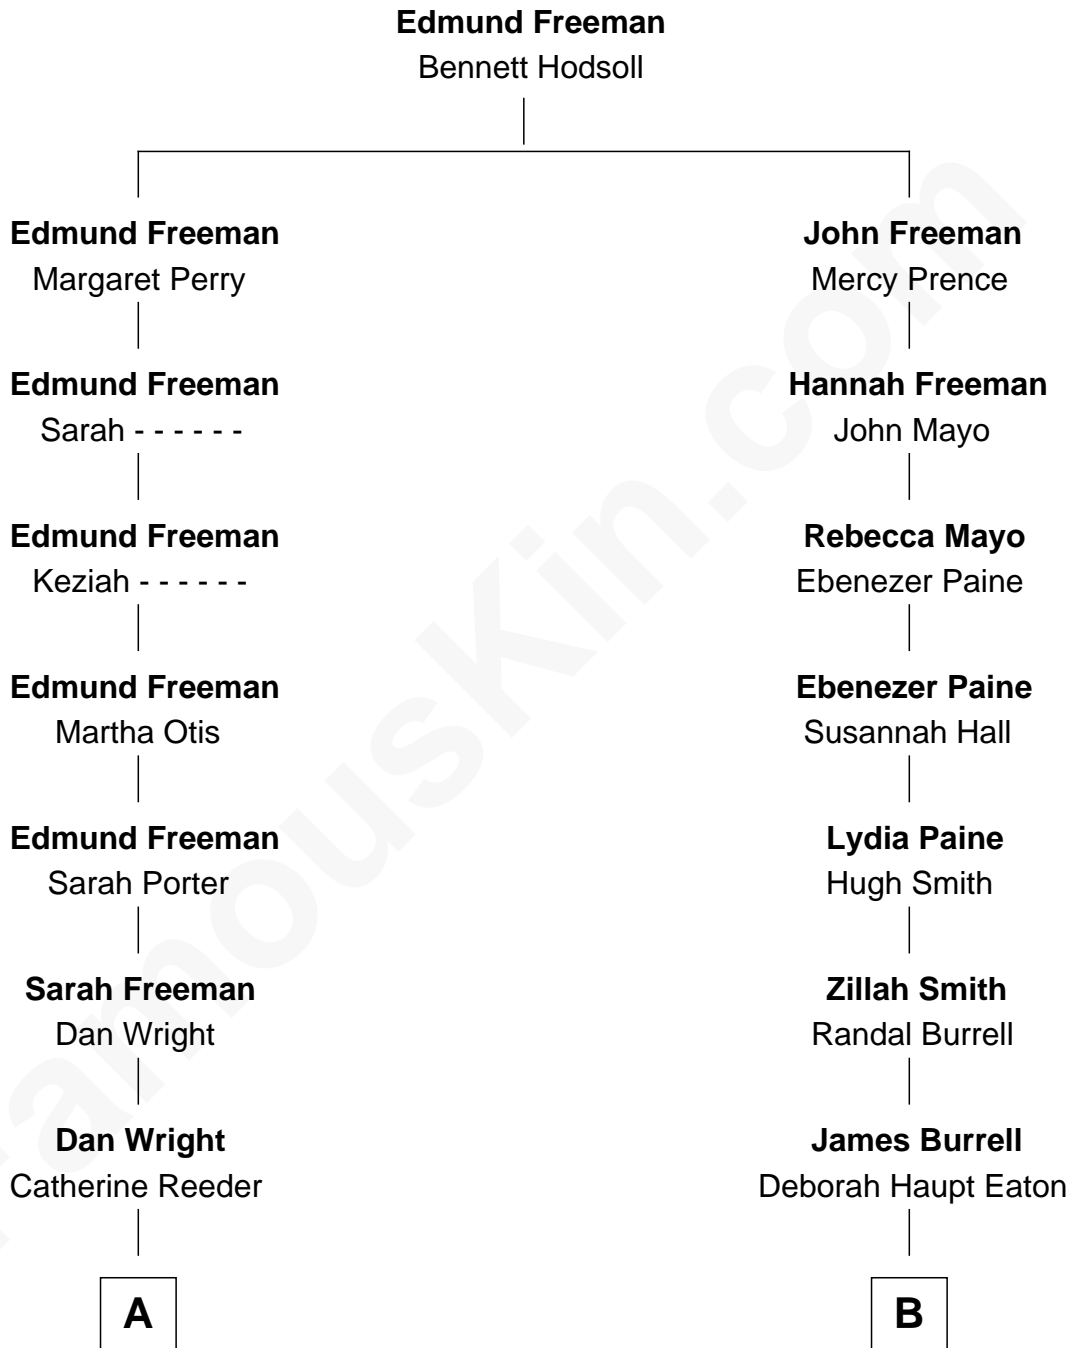 Edmund Freeman
Bennett Hodsoll
Edmund Freeman
Margaret Perry
John Freeman
Mercy Prence
Edmund Freeman
Sarah - - - - - -
Hannah Freeman
John Mayo
Edmund Freeman
Keziah - - - - - -
Rebecca Mayo
Ebenezer Paine
Edmund Freeman
Martha Otis
Ebenezer Paine
Susannah Hall
Edmund Freeman
Sarah Porter
Lydia Paine
Hugh Smith
Sarah Freeman
Dan Wright
Zillah Smith
Randal Burrell
Dan Wright
Catherine Reeder
James Burrell
Deborah Haupt Eaton
A
B
FamousKin.com